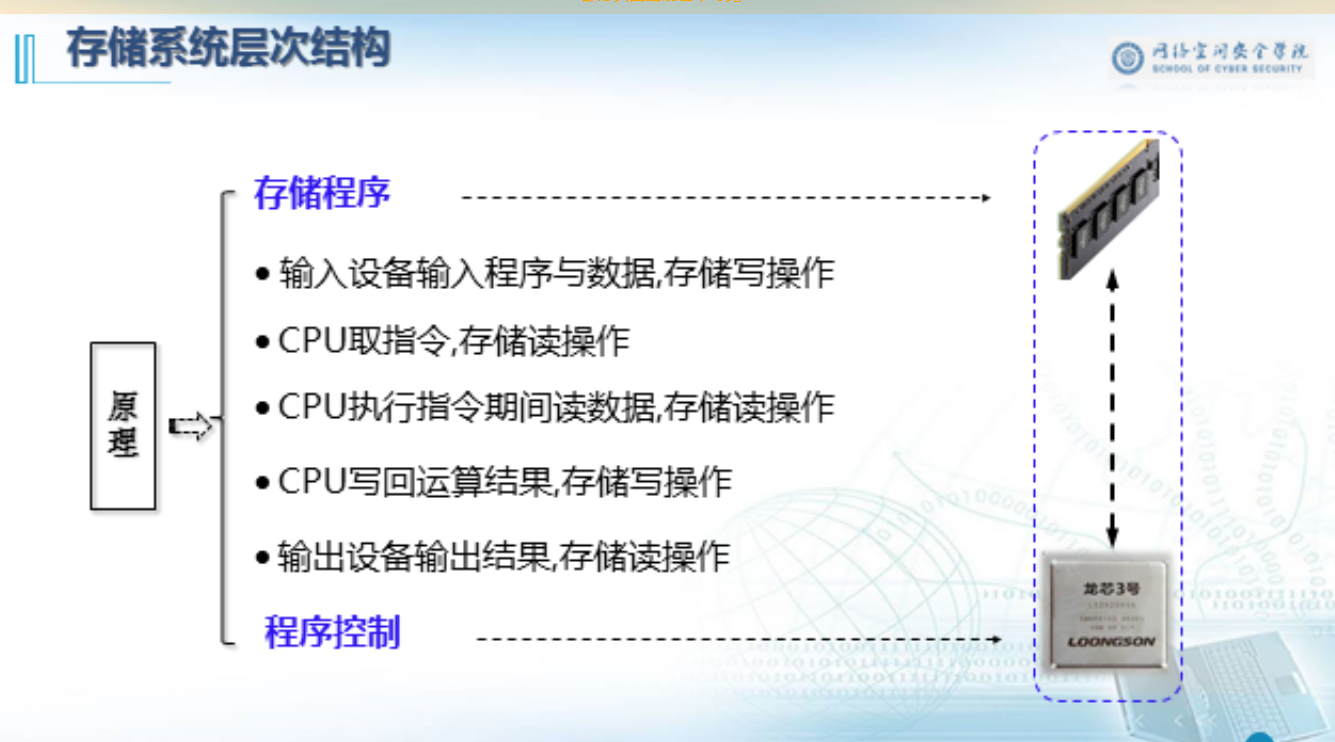 存储系统层次结构
网络空间安全学院
SCHOOL OF CYBER SECURITY
存储程序
● 输入设备输入程序与数据,存储写操作
● CPU取指令,存储读操作
● CPU执行指令期间读数据,存储读操作
● CPU写回运算结果,存储写操作
● 输出设备输出结果,存储读操作
程序控制
原
理
龙芯3号
LOONGSON